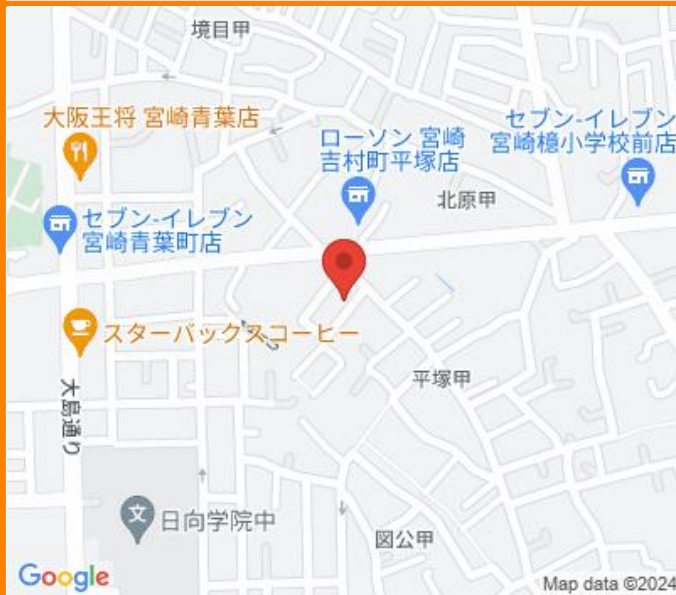 境目甲
大阪王将 宮崎青葉店
ローソン 宮崎
吉村町平塚店
セブン-イレブン
宮崎檍小学校前店
北原甲
セブン-イレブン
宮崎青葉町店
スターバックスコーヒー
平塚甲
大島通り
日向学院中
図公甲
Google
Map data ©2024